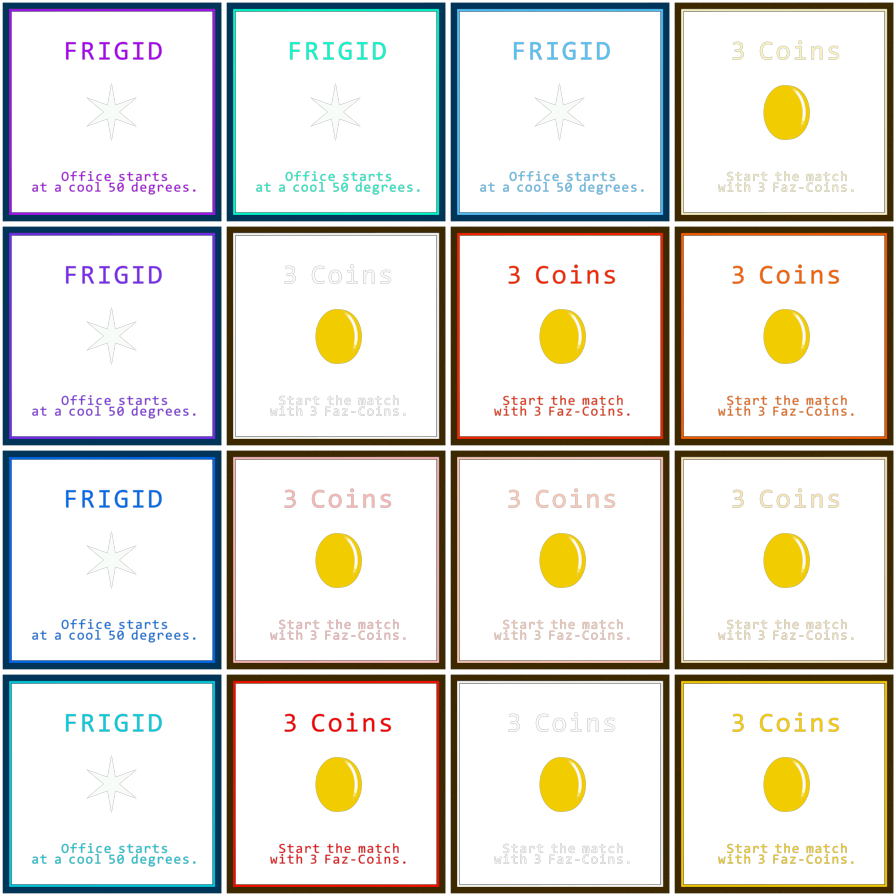 FRIGID
Office starts
at a cool 50 degrees.
FRIGID
Office starts
at a cool 50 degrees.
FRIGID
Office starts
at a cool 50 degrees.
3 Coins
Start the match
with 3 Faz-Coins.
FRIGID
Office starts
at a cool 50 degrees.
3 Coins
Start the match
with 3 Faz-Coins.
3 Coins
Start the match
with 3 Faz-Coins.
3 Coins
Start the match
with 3 Faz-Coins.
FRIGID
Office starts
at a cool 50 degrees.
3 Coins
Start the match
with 3 Faz-Coins.
3 Coins
Start the match
with 3 Faz-Coins.
3 Coins
Start the match
with 3 Faz-Coins.
FRIGID
Office starts
at a cool 50 degrees.
3 Coins
Start the match
with 3 Faz-Coins.
3 Coins
Start the match
with 3 Faz-Coins.
3 Coins
Start the match
with 3 Faz-Coins.